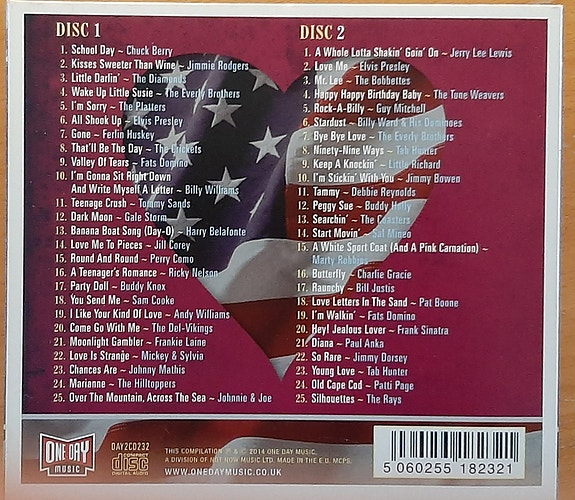 DISC 1
1. School Day ~ Chuck Berry
2. Kisses Sweeter Than Wine ~ Jimmie Rodgers
3. Little Darlin' ~ The Diamonds
4. Wake Up Little Susie ~ The Everly Brothers
5. I'm Sorry ~ The Platters
6. All Shook Up ~ Elvis Presley
7. Gone ~ Ferlin Huskey
8. That'll Be The Day ~ The Crickets
9. Valley Of Tears ~ Fats Domino
10. I'm Gonna Sit Right Down
And Write Myself A Letter ~ Billy Williams
11. Teenage Crush ~ Tommy Sands
12. Dark Moon ~ Gale Storm
13. Banana Boat Song (Day-O) ~ Harry Belafonte
14. Love Me To Pieces ~ Jill Corey
15. Round And Round ~ Perry Como
16. A Teenager's Romance ~ Ricky Nelson
17. Party Doll ~ Buddy Knox
18. You Send Me ~ Sam Cooke
19. I Like Your Kind Of Love ~ Andy Williams
20. Come Go With Me ~ The Del-Vikings
21. Moonlight Gambler ~ Frankie Laine
22. Love Is Strange ~ Mickey & Sylvia
23. Chances Are ~ Johnny Mathis
24. Marianne ~ The Hilltoppers
25. Over The Mountain, Across The Sea ~ Johnnie & Joe
DISC 2
1. A Whole Lotta Shakin' Goin' On ~ Jerry Lee Lewis
2. Love Me ~ Elvis Presley
3. Mr. Lee ~ The Bobbettes
4. Happy Happy Birthday Baby ~ The Tune Weavers
5. Rock-A-Billy ~ Guy Mitchell
6. Stardust ~ Billy Ward & His Dominoes
7. Bye Bye Love ~ The Everly Brothers
8. Ninety-Nine Ways ~ Tab Hunter
9. Keep A Knockin' ~ Little Richard
10. I'm Stickin' With You ~ Jimmy Bowen
11. Tammy ~ Debbie Reynolds
12. Peggy Sue ~ Buddy Holly
13. Searchin' ~ The Coasters
14. Start Movin' ~ Sal Mineo
15. A White Sport Coat (And A Pink Carnation) ~
Marty Robbins
16. Butterfly ~ Charlie Gracie
17. Raunchy ~ Bill Justis
18. Love Letters In The Sand ~ Pat Boone
19. I'm Walkin' ~ Fats Domino
20. Hey! Jealous Lover ~ Frank Sinatra
21. Diana ~ Paul Anka
22. So Rare ~ Jimmy Dorsey
23. Young Love ~ Tab Hunter
24. Old Cape Cod ~ Patti Page
25. Silhouettes ~ The Rays
ONE DAY
MUSIC
DAY2CD232
COMPACT
disc
DIGITAL AUDIO
THIS COMPILATION ℗ & © 2014 ONE DAY MUSIC.
A DIVISION OF NOT NOW MUSIC LTD. MADE IN THE E.U. MCPS.
WWW.ONEDAYMUSIC.CO.UK
5 060255 182321